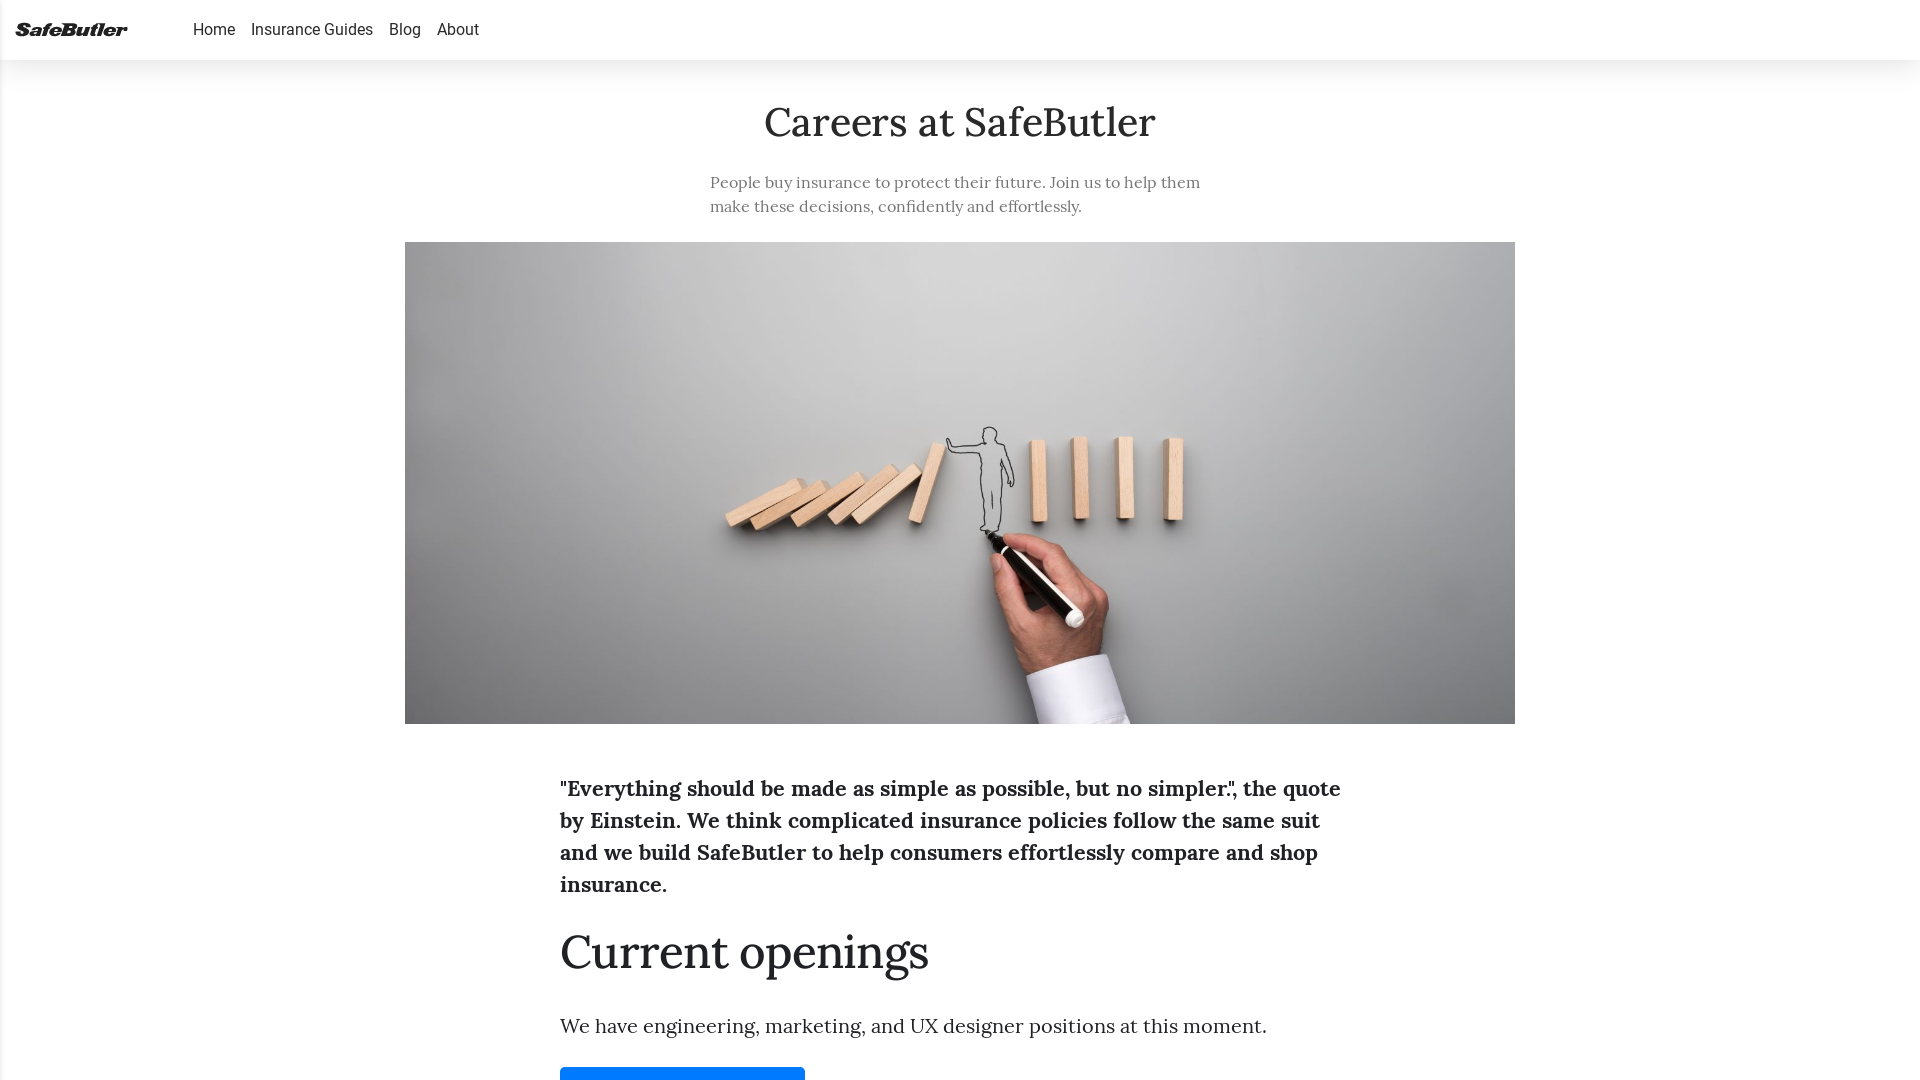 SafeButler
Home
Insurance Guides
Blog
About
Careers at SafeButler
People buy insurance to protect their future. Join us to help them
make these decisions, confidently and effortlessly.
"Everything should be made as simple as possible, but no simpler.", the quote
by Einstein. We think complicated insurance policies follow the same suit
and we build SafeButler to help consumers effortlessly compare and shop
insurance.
Current openings
We have engineering, marketing, and UX designer positions at this moment.